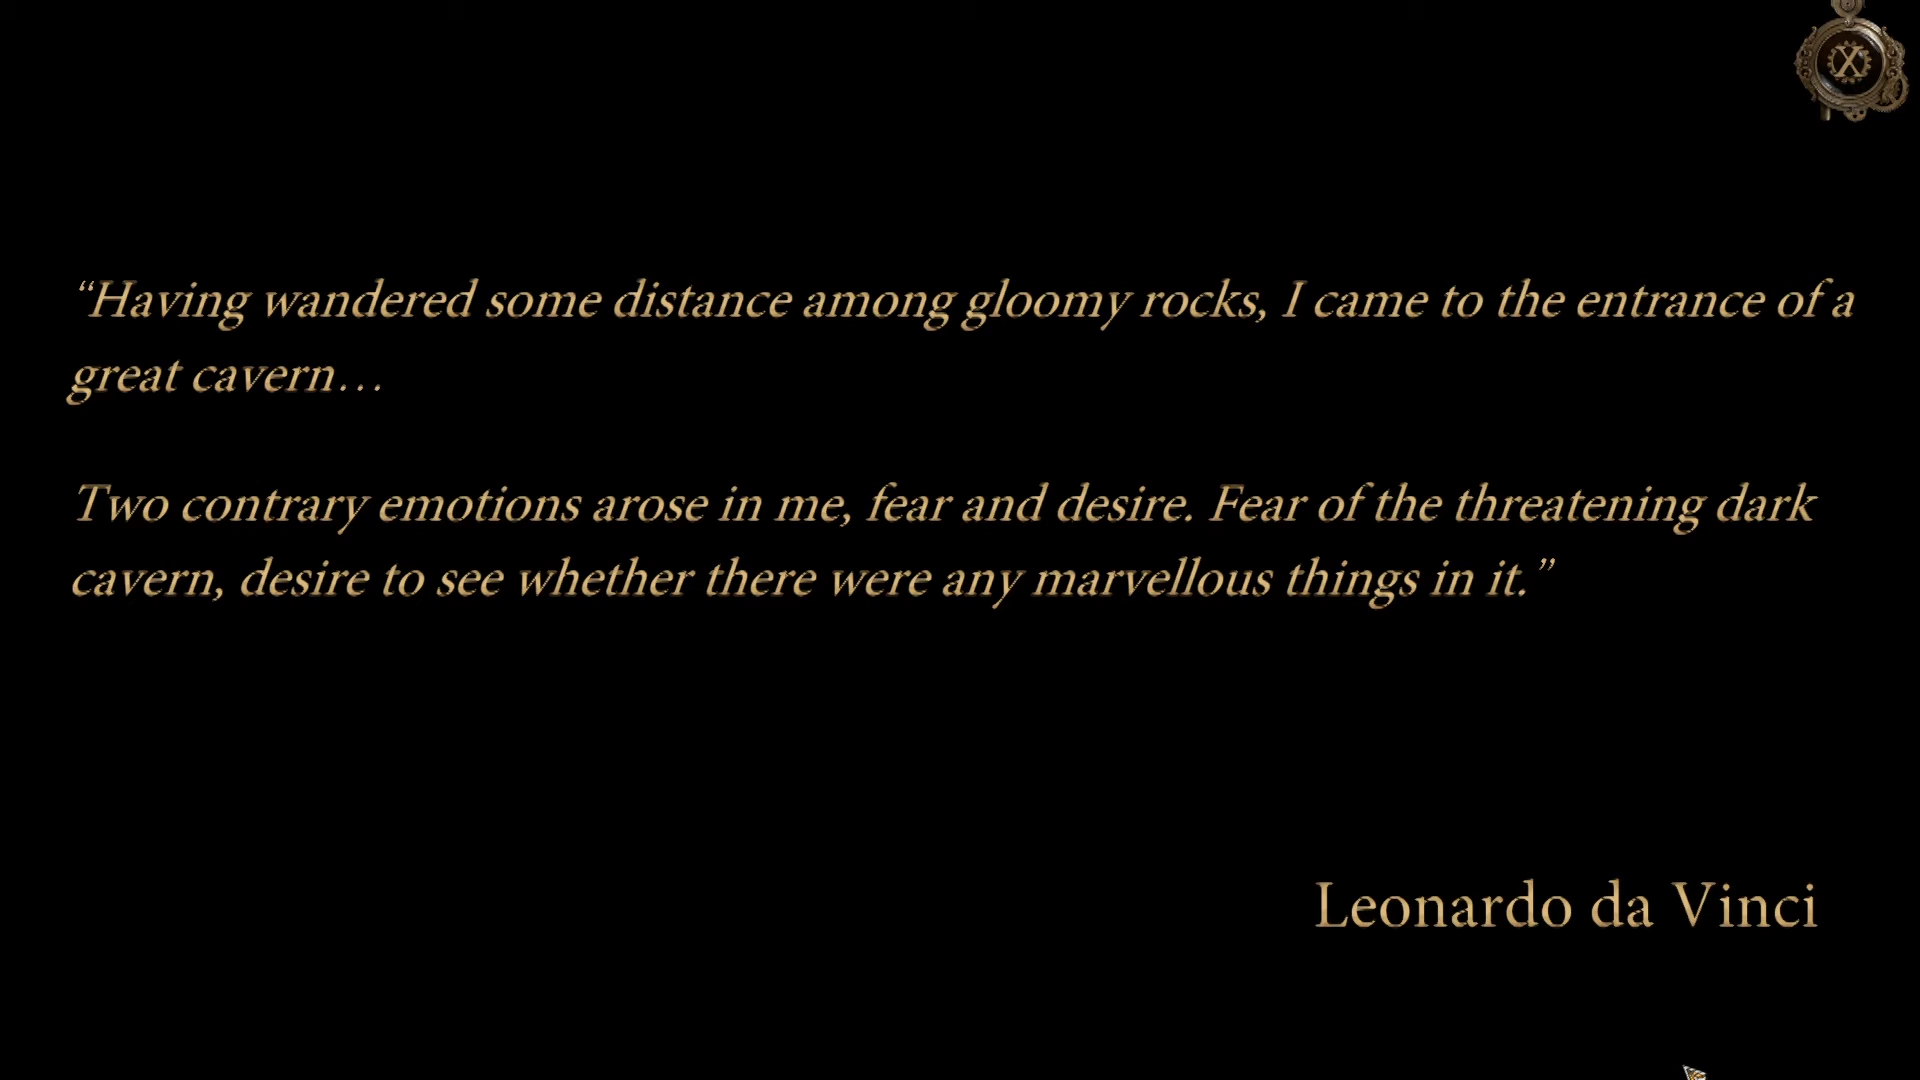 X
“Having wandered some distance among gloomy rocks, I came to the entrance of a
great cavern…
Two contrary emotions arose in me, fear and desire. Fear of the threatening dark
cavern, desire to see whether there were any marvellous things in it.”
Leonardo da Vinci